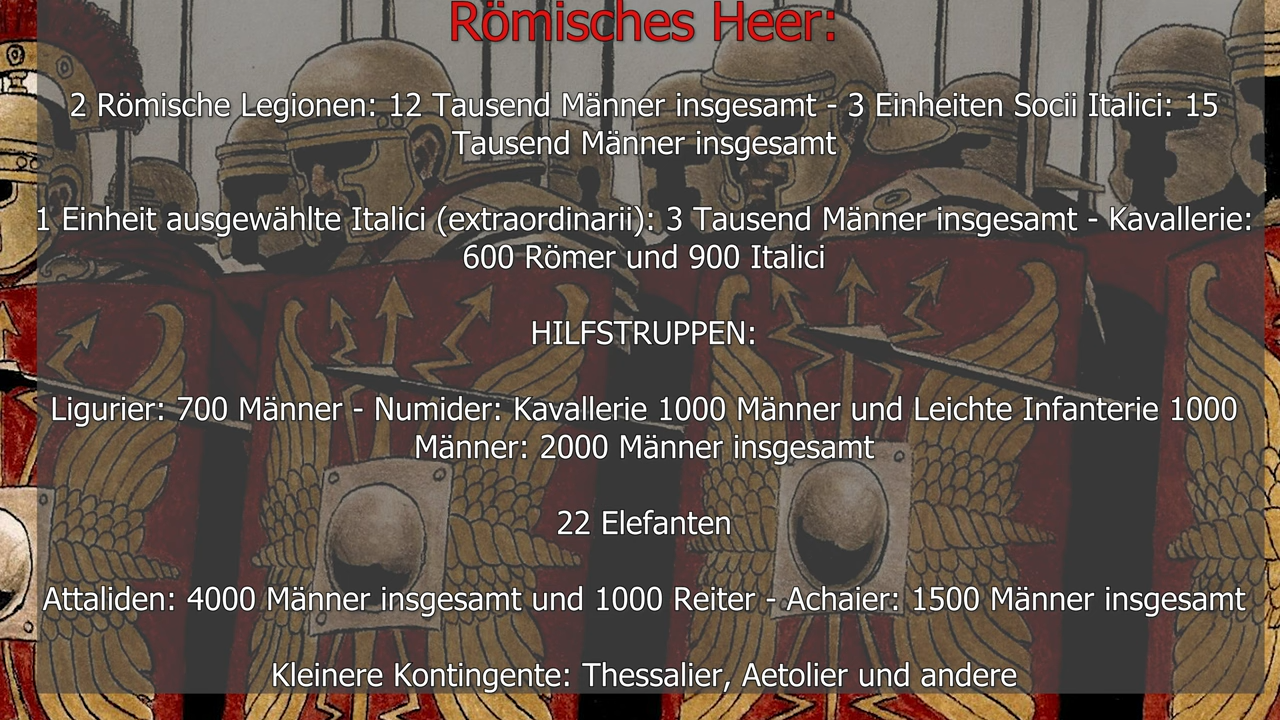 Römisches Heer:
2 Römische Legionen: 12 Tausend Männer insgesamt - 3 Einheiten Socii Italici: 15
Tausend Männer insgesamt
1 Einheit ausgewählte Italici (extraordinarii): 3 Tausend Männer insgesamt - Kavallerie:
600 Römer und 900 Italici
HILFSTRUPPEN:
Ligurier: 700 Männer - Numider: Kavallerie 1000 Männer und Leichte Infanterie 1000
Männer: 2000 Männer insgesamt
22 Elefanten
Attaliden: 4000 Männer insgesamt und 1000 Reiter - Achaier: 1500 Männer insgesamt
Kleinere Kontingente: Thessalier, Aetolier und andere